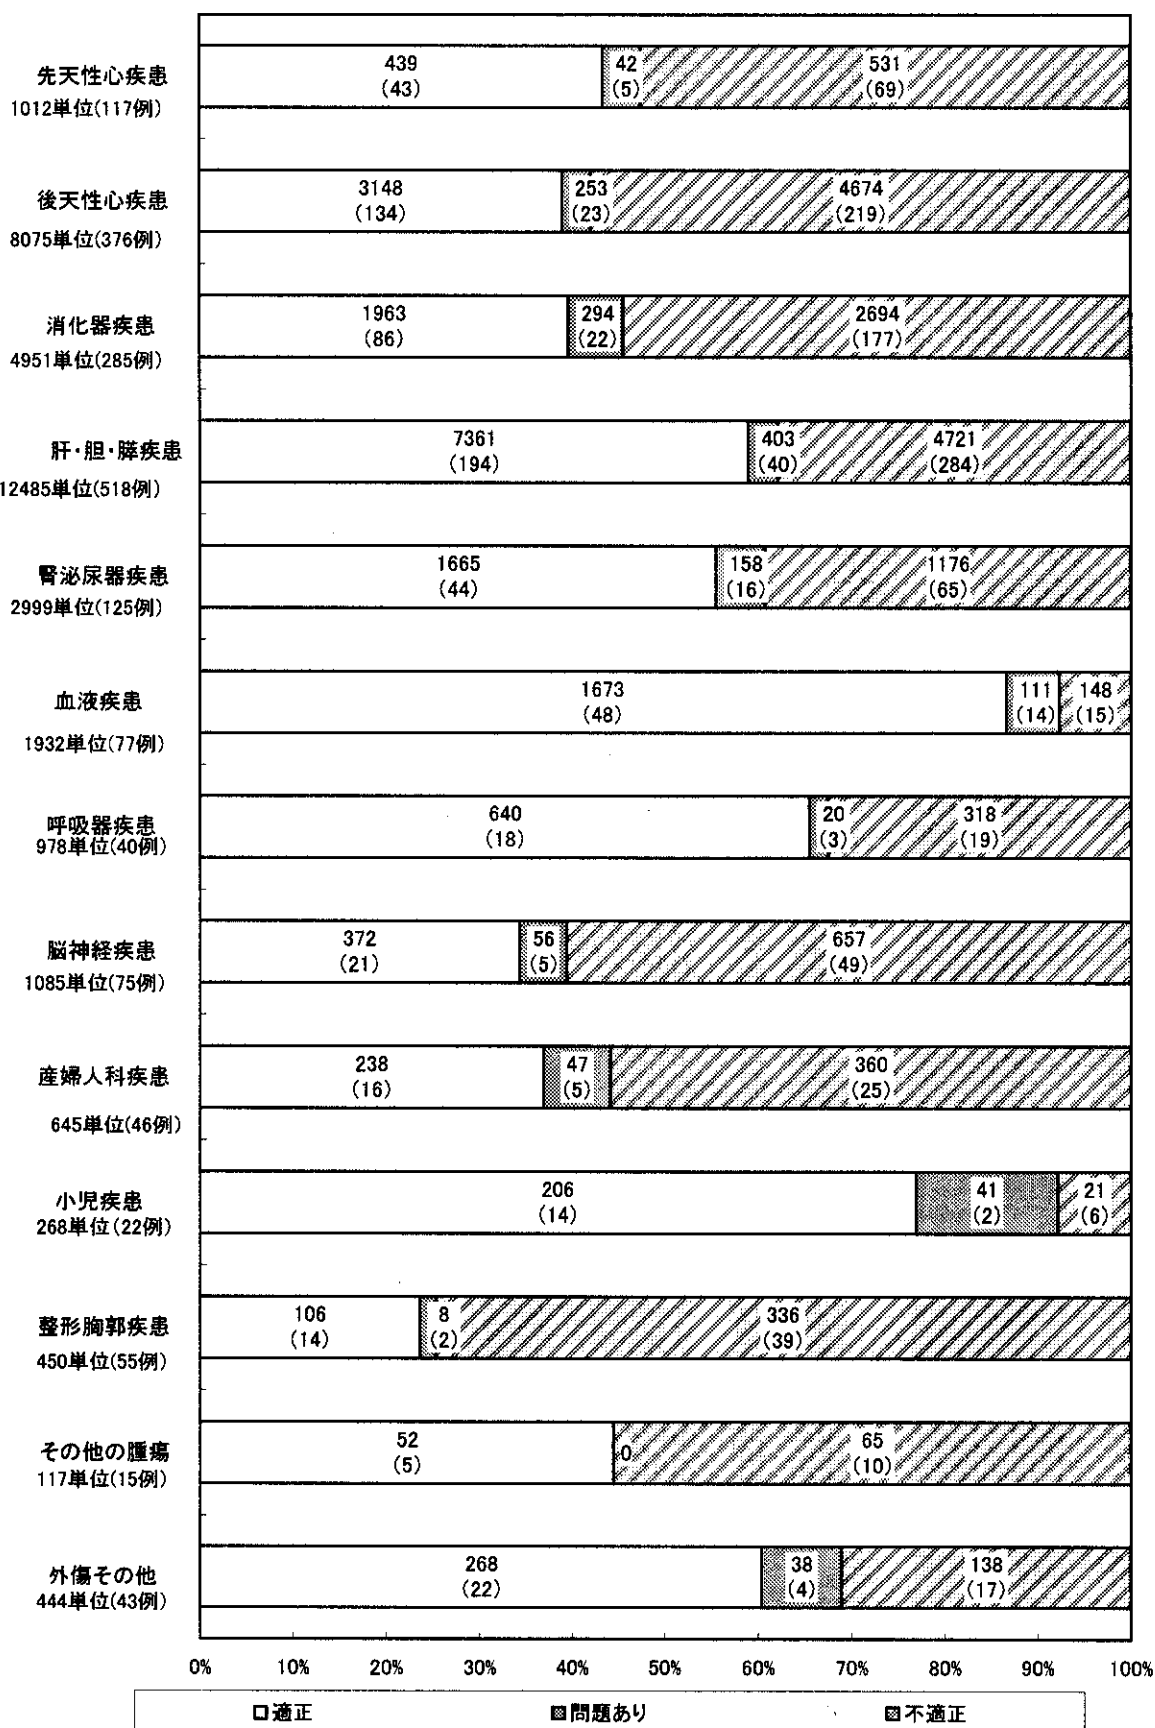 先天性心疾患
1012単位(117例)
439 42 531
(43) (5) (69)
後天性心疾患
8075単位(376例)
3148 253 4674
(134) (23) (219)
消化器疾患
4951単位(285例)
1963 294 2694
(86) (22) (177)
肝・胆・膵疾患
12485単位(518例)
7361 403 4721
(194) (40) (284)
腎泌尿器疾患
2999単位(125例)
1665 158 1176
(44) (16) (65)
血液疾患
1932単位(77例)
1673 111 148
(48) (14) (15)
呼吸器疾患
978単位(40例)
640 20 318
(18) (3) (19)
脳神経疾患
1085単位(75例)
372 56 657
(21) (5) (49)
産婦人科疾患
645単位(46例)
238 47 360
(16) (5) (25)
小児疾患
268単位(22例)
206 41 21
(14) (2) (6)
整形胸郭疾患
450単位(55例)
106 8 336
(14) (2) (39)
その他の腫瘍
117単位(15例)
52 0 65
(5) (10)
外傷その他
444単位(43例)
268 38 138
(22) (4) (17)
0% 10% 20% 30% 40% 50% 60% 70% 80% 90% 100%
適正 問題あり 不適正